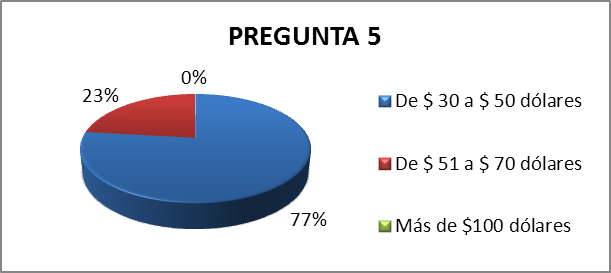 PREGUNTA 5
0%
23%
77%
De $ 30 a $ 50 dólares
De $ 51 a $ 70 dólares
Más de $100 dólares